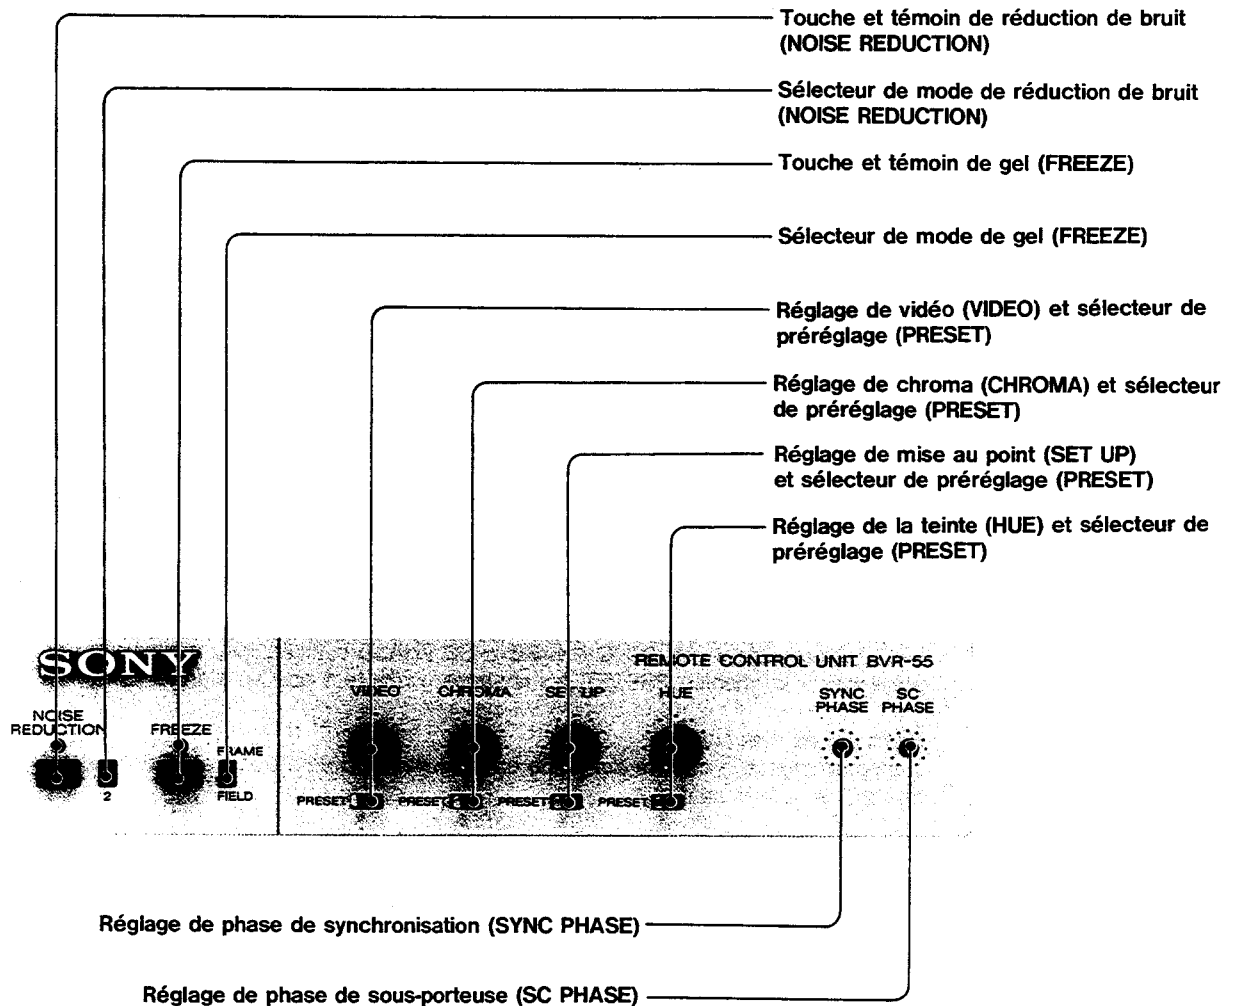 Touche et témoin de réduction de bruit
(NOISE REDUCTION)
Sélecteur de mode de réduction de bruit
(NOISE REDUCTION)
Touche et témoin de gel (FREEZE)
Sélecteur de mode de gel (FREEZE)
Réglage de vidéo (VIDEO) et sélecteur de
préréglage (PRESET)
Réglage de chroma (CHROMA) et sélecteur
de préréglage (PRESET)
Réglage de mise au point (SET UP)
et sélecteur de préréglage (PRESET)
Réglage de la teinte (HUE) et sélecteur de
préréglage (PRESET)
SONY
REMOTE CONTROL UNIT BVR-55
VIDEO CHROMA SET UP HUE
SYNC PHASE
SC PHASE
NOISE
REDUCTION
FREEZE
FRAME
2
FIELD
PRESET PRESET PRESET PRESET
Réglage de phase de synchronisation (SYNC PHASE)
Réglage de phase de sous-porteuse (SC PHASE)